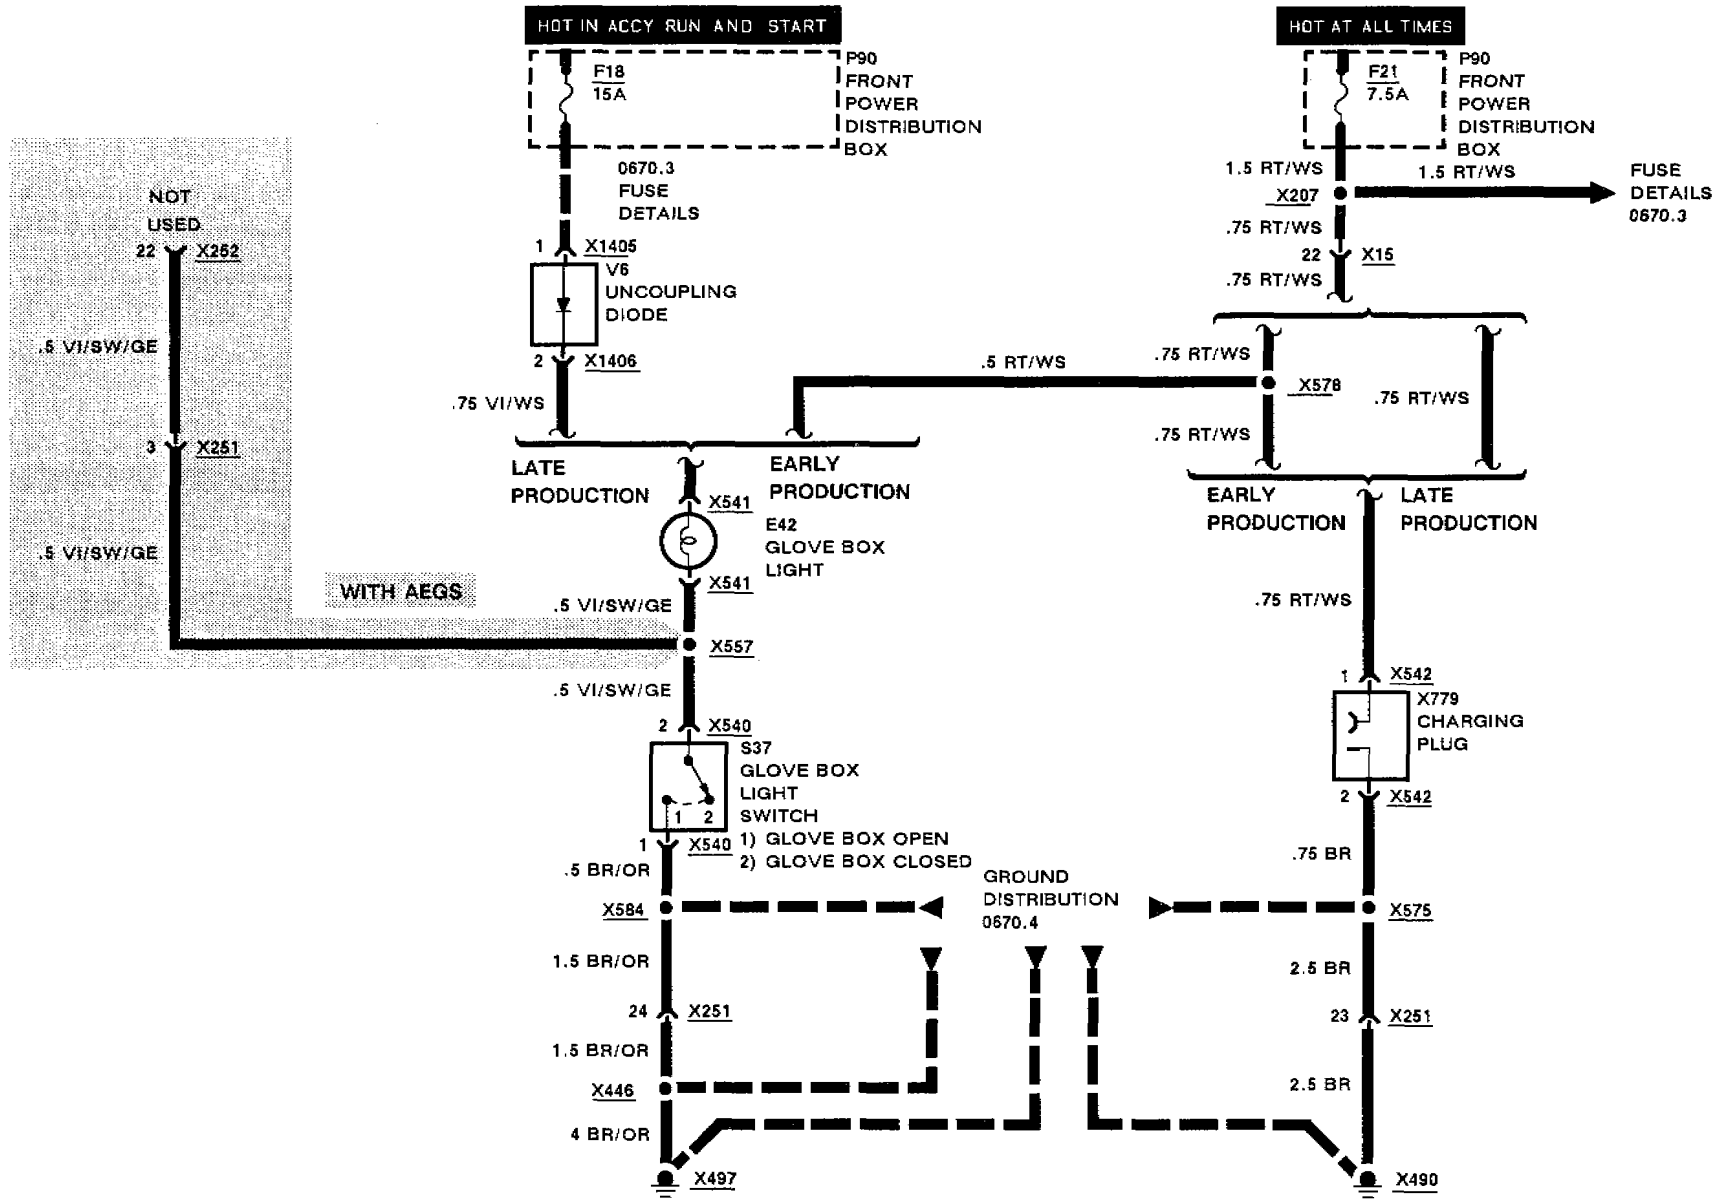 HOT IN ACCY RUN AND START
F18
15A
P90
FRONT
POWER
DISTRIBUTION
BOX
0670.3
FUSE
DETAILS
1
X1405
V6
UNCOUPLING
DIODE
2
X1406
.75 VI/WS
HOT AT ALL TIMES
F21
7.5A
P90
FRONT
POWER
DISTRIBUTION
BOX
1.5 RT/WS
1.5 RT/WS
X207
FUSE
DETAILS
0670.3
.75 RT/WS
22
X15
.75 RT/WS
.75 RT/WS
.5 RT/WS
X578
.75 RT/WS
.75 RT/WS
EARLY
PRODUCTION
LATE
PRODUCTION
NOT
USED
22
X252
.5 VI/SW/GE
3
X251
.5 VI/SW/GE
WITH AEGS
LATE
PRODUCTION
EARLY
PRODUCTION
X541
E42
GLOVE BOX
LIGHT
X541
.5 VI/SW/GE
X557
.5 VI/SW/GE
2
X540
S37
GLOVE BOX
LIGHT
SWITCH
1) GLOVE BOX OPEN
2) GLOVE BOX CLOSED
1 2
1
X540
.5 BR/OR
X584
1.5 BR/OR
24
X251
1.5 BR/OR
X446
4 BR/OR
X497
GROUND
DISTRIBUTION
0670.4
.75 RT/WS
1
X542
X779
CHARGING
PLUG
2
X542
.75 BR
X575
2.5 BR
23
X251
2.5 BR
X490